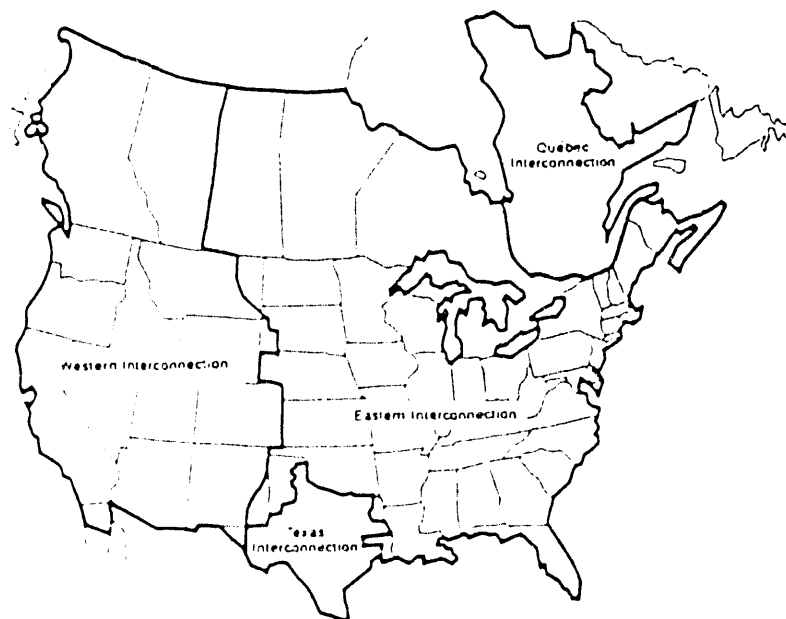 Québec
Interconnection
Western Interconnection
Eastern Interconnection
Texas
Interconnection